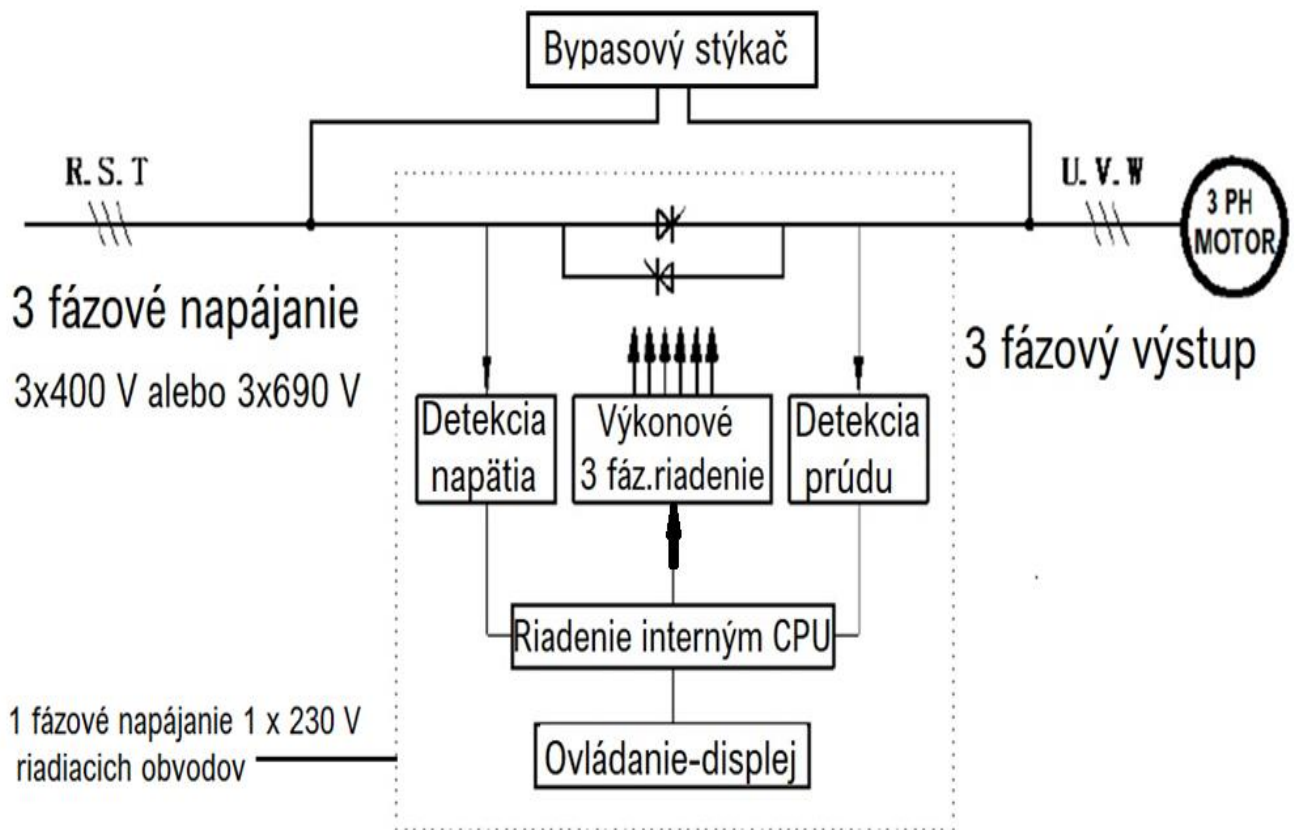 Bypasový stýkač
R.S.T
U.V.W
3 PH
MOTOR
3 fázové napájanie
3x400 V alebo 3x690 V
3 fázový výstup
Detekcia
napätia
Výkonové
3 fáz.riadenie
Detekcia
prúdu
Riadenie interným CPU
1 fázové napájanie 1 x 230 V
riadiacich obvodov
Ovládanie-displej